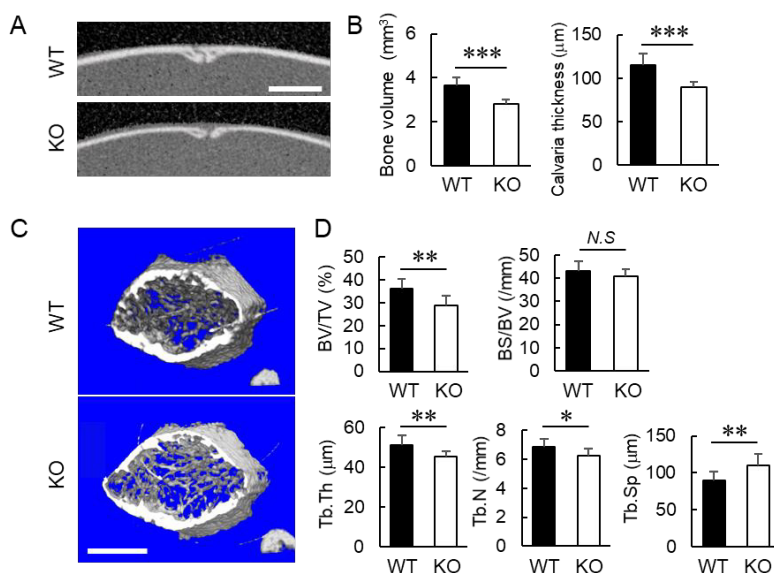 A
WT
KO
B
Bone volume (mm³)
6
4
2
0
***
WT KO
Calvaria thickness (μm)
150
100
50
0
***
WT KO
C
WT
KO
D
BV/TV (%)
50
40
30
20
10
0
**
WT KO
BS/BV (/mm)
50
40
30
20
10
0
N.S
WT KO
Tb.Th (μm)
60
40
20
0
**
WT KO
Tb.N (/mm)
8
6
4
2
0
*
WT KO
Tb.Sp (μm)
150
100
50
0
**
WT KO